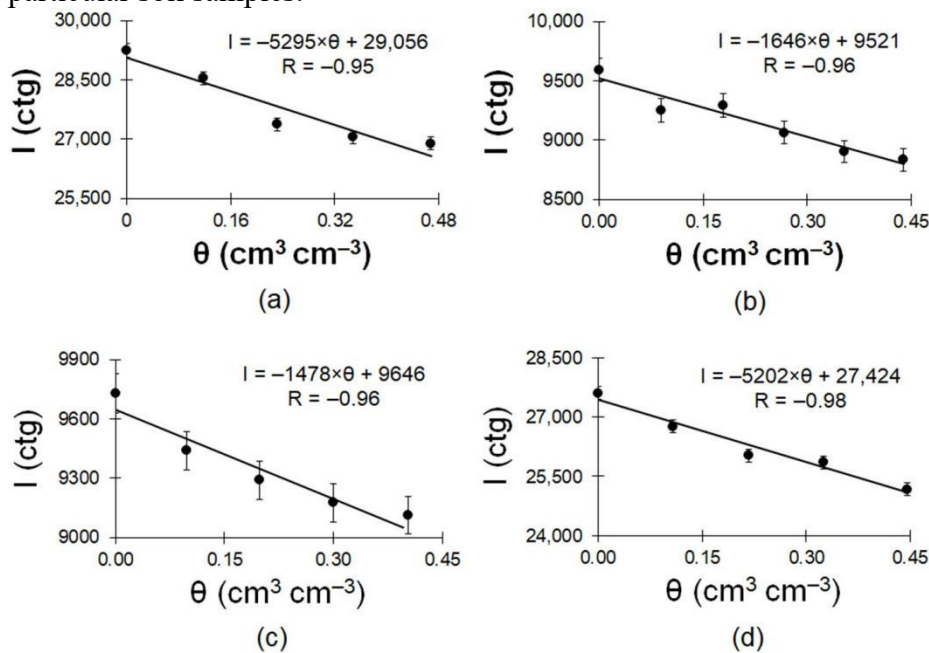 particular soil samples.
30,000
28,500
27,000
25,500
I (ctg)
I = –5295×θ + 29,056
R = –0.95
0
0.16
0.32
0.48
θ (cm³ cm⁻³)
(a)
10,000
9500
9000
8500
I (ctg)
I = –1646×θ + 9521
R = –0.96
0.00
0.15
0.30
0.45
θ (cm³ cm⁻³)
(b)
9900
9600
9300
9000
I (ctg)
I = –1478×θ + 9646
R = –0.96
0.00
0.15
0.30
0.45
θ (cm³ cm⁻³)
(c)
28,500
27,000
25,500
24,000
I (ctg)
I = –5202×θ + 27,424
R = –0.98
0.00
0.15
0.30
0.45
θ (cm³ cm⁻³)
(d)